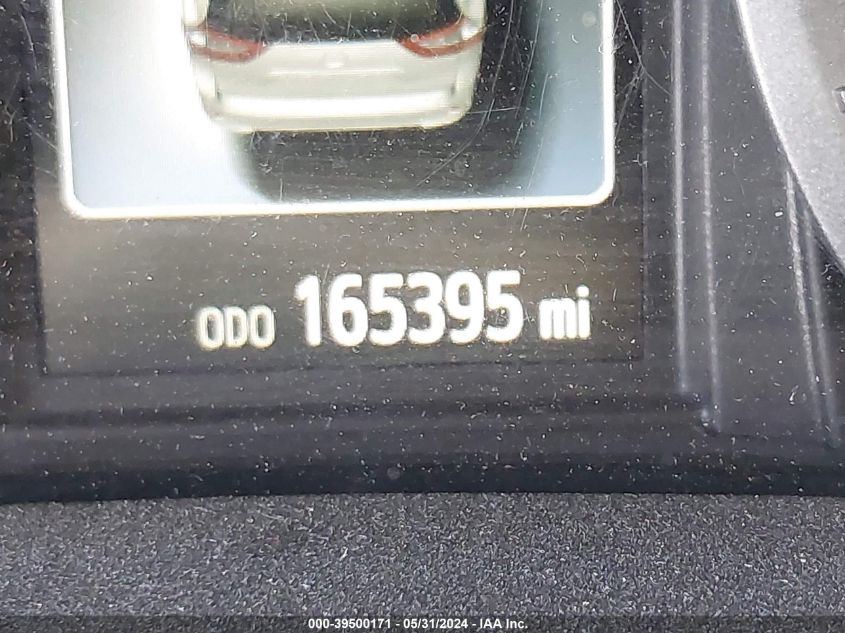 ODO 165395 mi
000-39500171 - 05/31/2024 - IAA Inc.